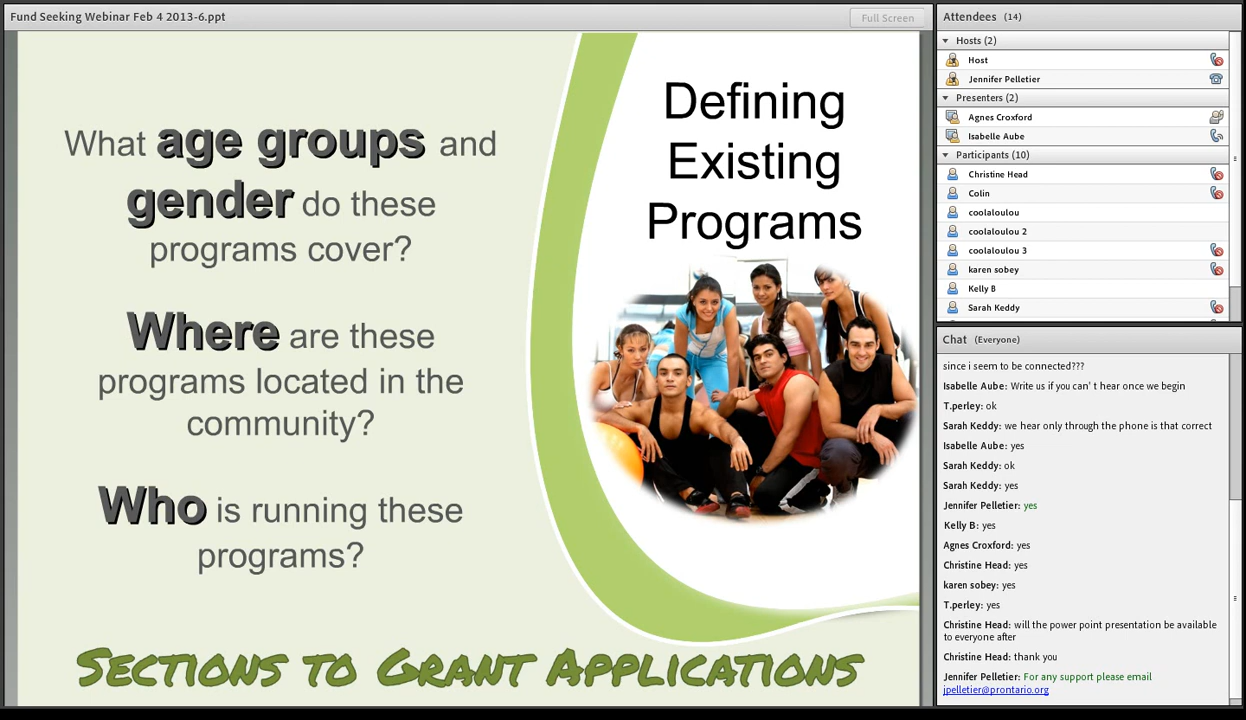 Fund Seeking Webinar Feb 4 2013-6.ppt
Full Screen
What age groups and
gender do these
programs cover?
Where are these
programs located in the
community?
Who is running these
programs?
Defining
Existing
Programs
Sections to Grant Applications
Attendees (14)
Hosts (2)
Host
Jennifer Pelletier
Presenters (2)
Agnes Croxford
Isabelle Aube
Participants (10)
Christine Head
Colin
coolaloulou
coolaloulou 2
coolaloulou 3
karen sobey
Kelly B
Sarah Keddy
Chat (Everyone)
since i seem to be connected???
Isabelle Aube: Write us if you can' t hear once we begin
T.perley: ok
Sarah Keddy: we hear only through the phone is that correct
Isabelle Aube: yes
Sarah Keddy: ok
Sarah Keddy: yes
Jennifer Pelletier: yes
Kelly B: yes
Agnes Croxford: yes
Christine Head: yes
karen sobey: yes
T.perley: yes
Christine Head: will the power point presentation be available
to everyone after
Christine Head: thank you
Jennifer Pelletier: For any support please email
jpelletier@prontario.org